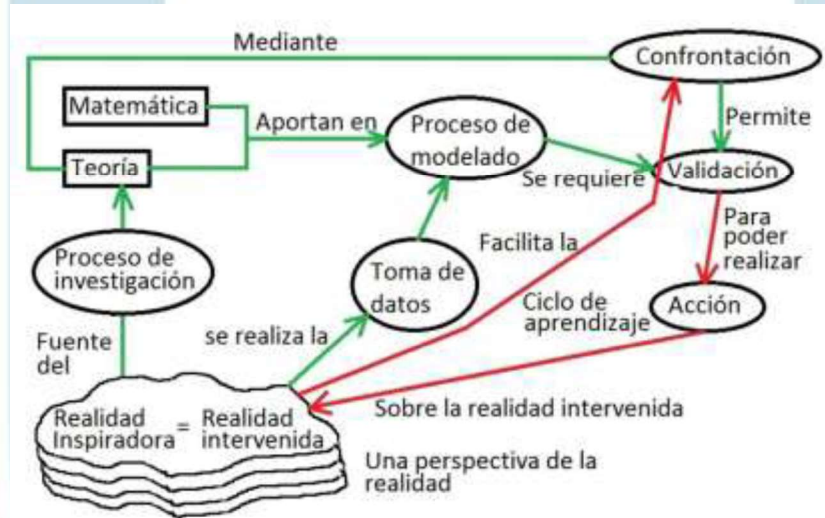 Mediante
Confrontación
Matemática
Aportan en
Proceso de
modelado
Permite
Teoría
Se requiere
Validación
Proceso de
investigación
Toma de
datos
Facilita la
Para
poder
realizar
Ciclo de
aprendizaje
Acción
Fuente
del
se realiza la
Realidad
Inspiradora
=
Realidad
intervenida
Sobre la realidad intervenida
Una perspectiva de la
realidad